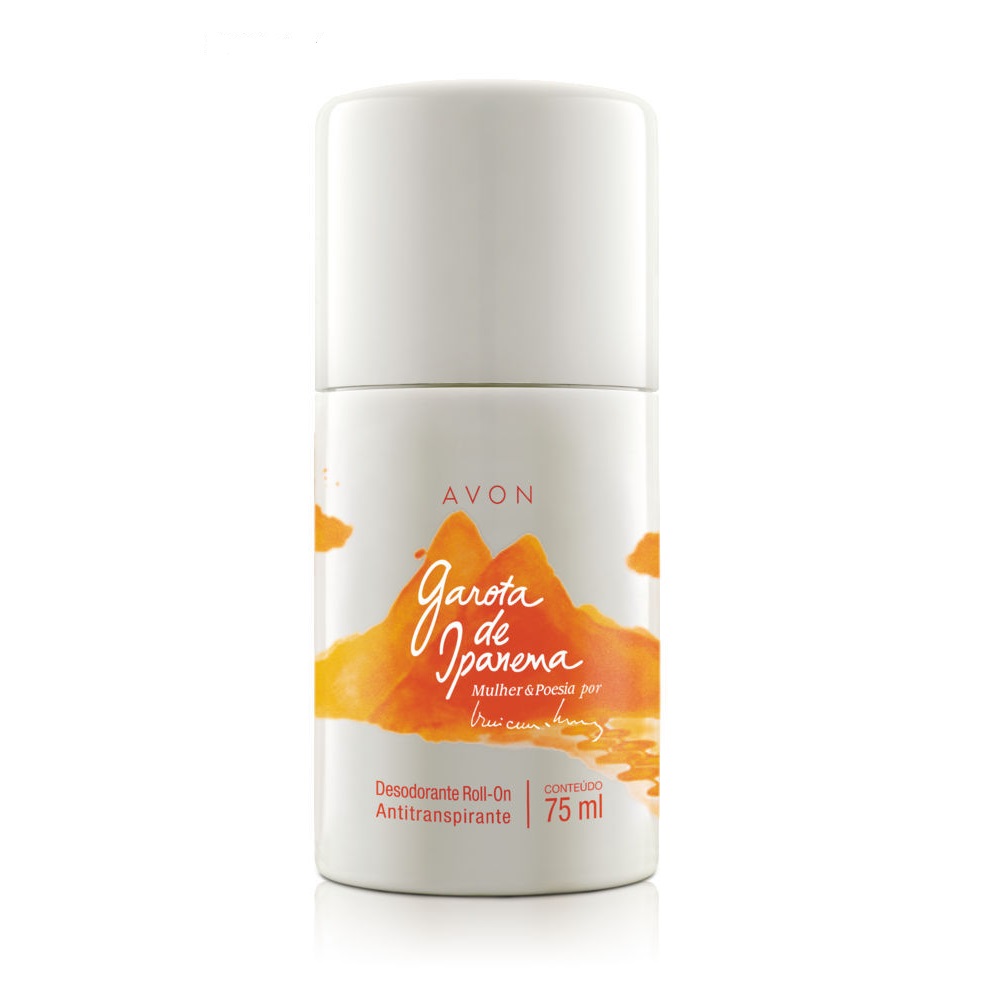 AVON
garota
de
Ipanema
Mulher & Poesia por
Desodorante Roll-On
Antitranspirante
CONTEÚDO
75 ml